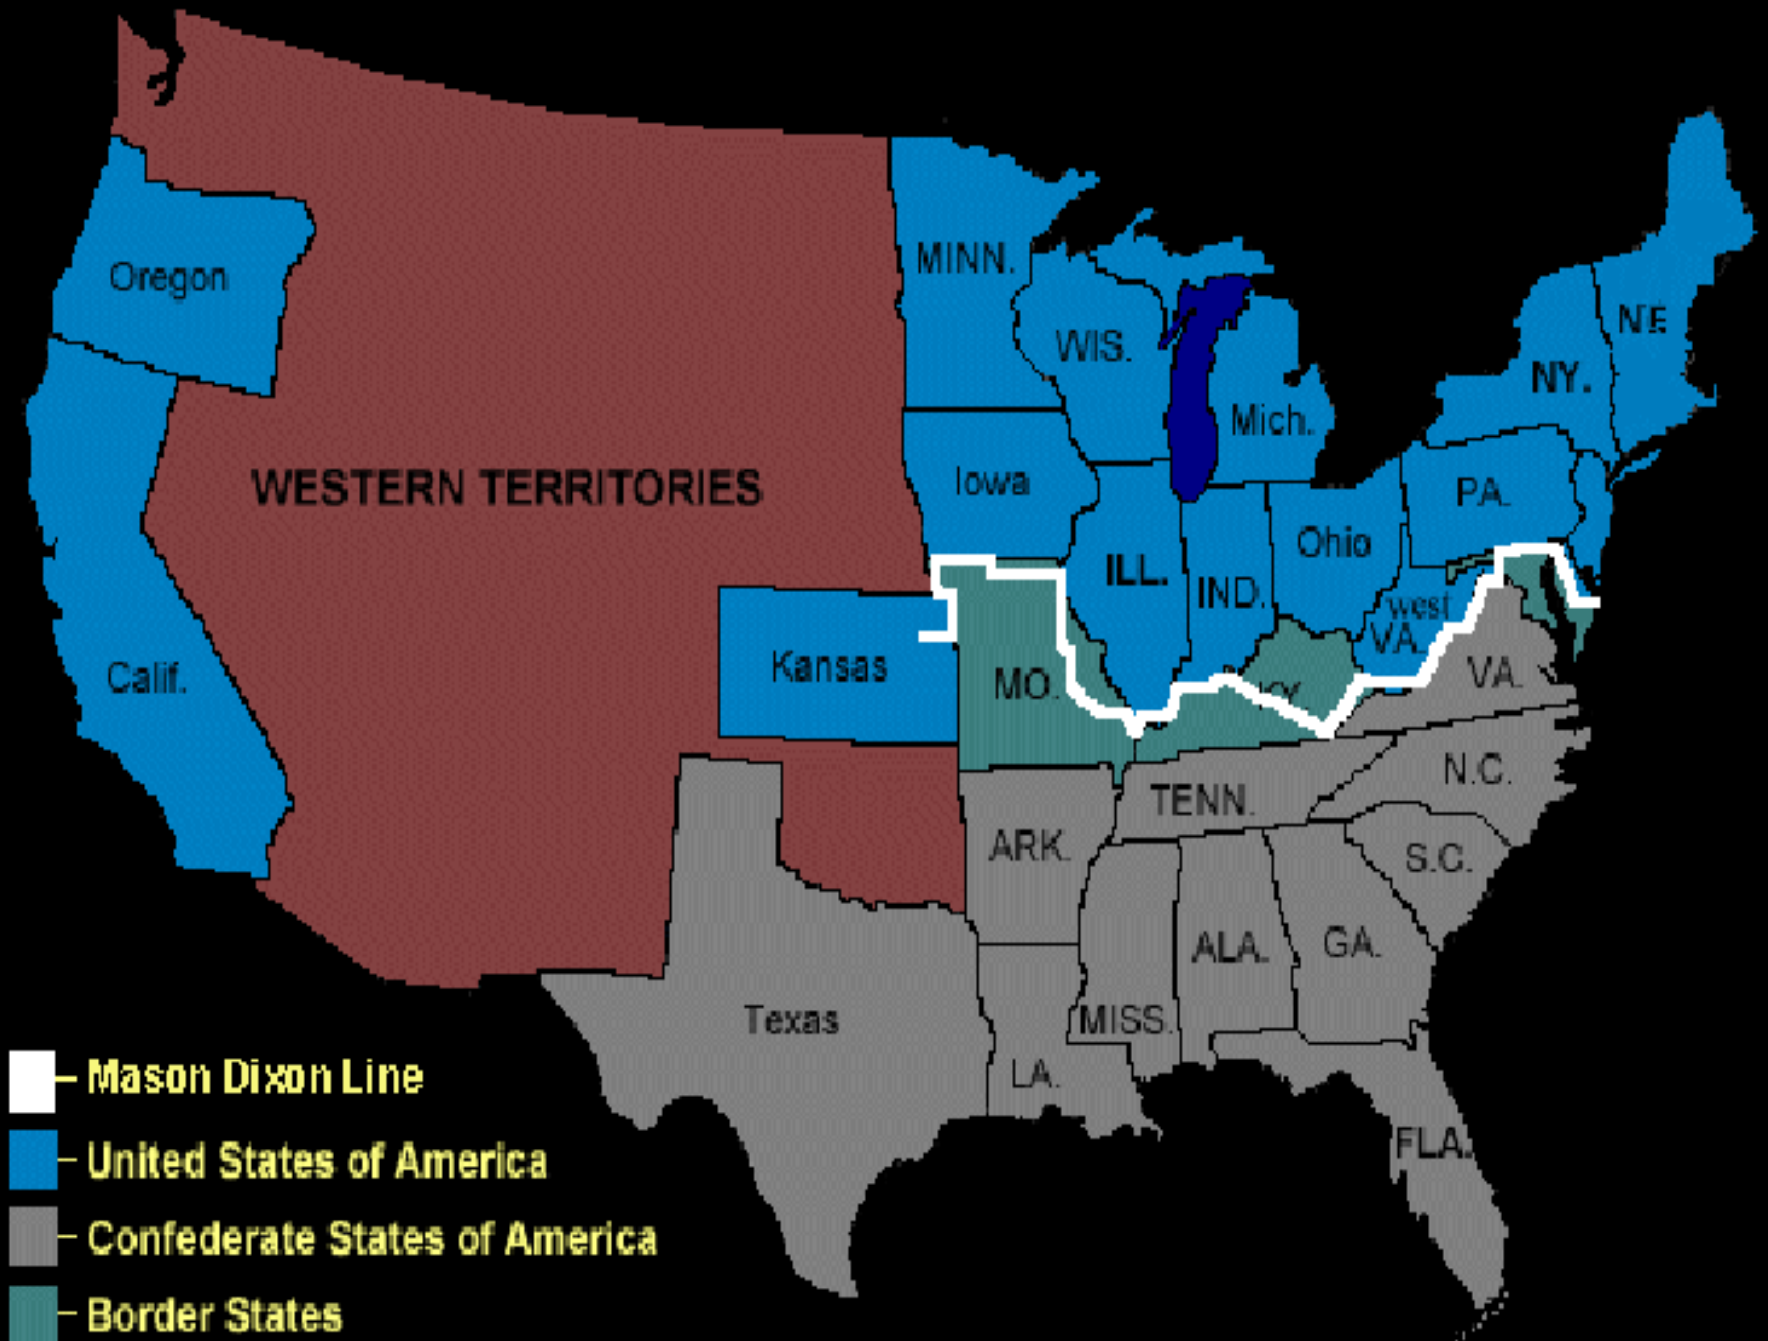 MINN.
Oregon
NE
WIS.
NY.
Mich.
WESTERN TERRITORIES
Iowa
PA.
Ohio
ILL.
IND.
west
VA.
Kansas
Calif.
MO.
KY.
VA.
N.C.
TENN.
ARK.
S.C.
ALA.
GA.
Texas
MISS.
LA.
FLA.
Mason Dixon Line
United States of America
Confederate States of America
Border States